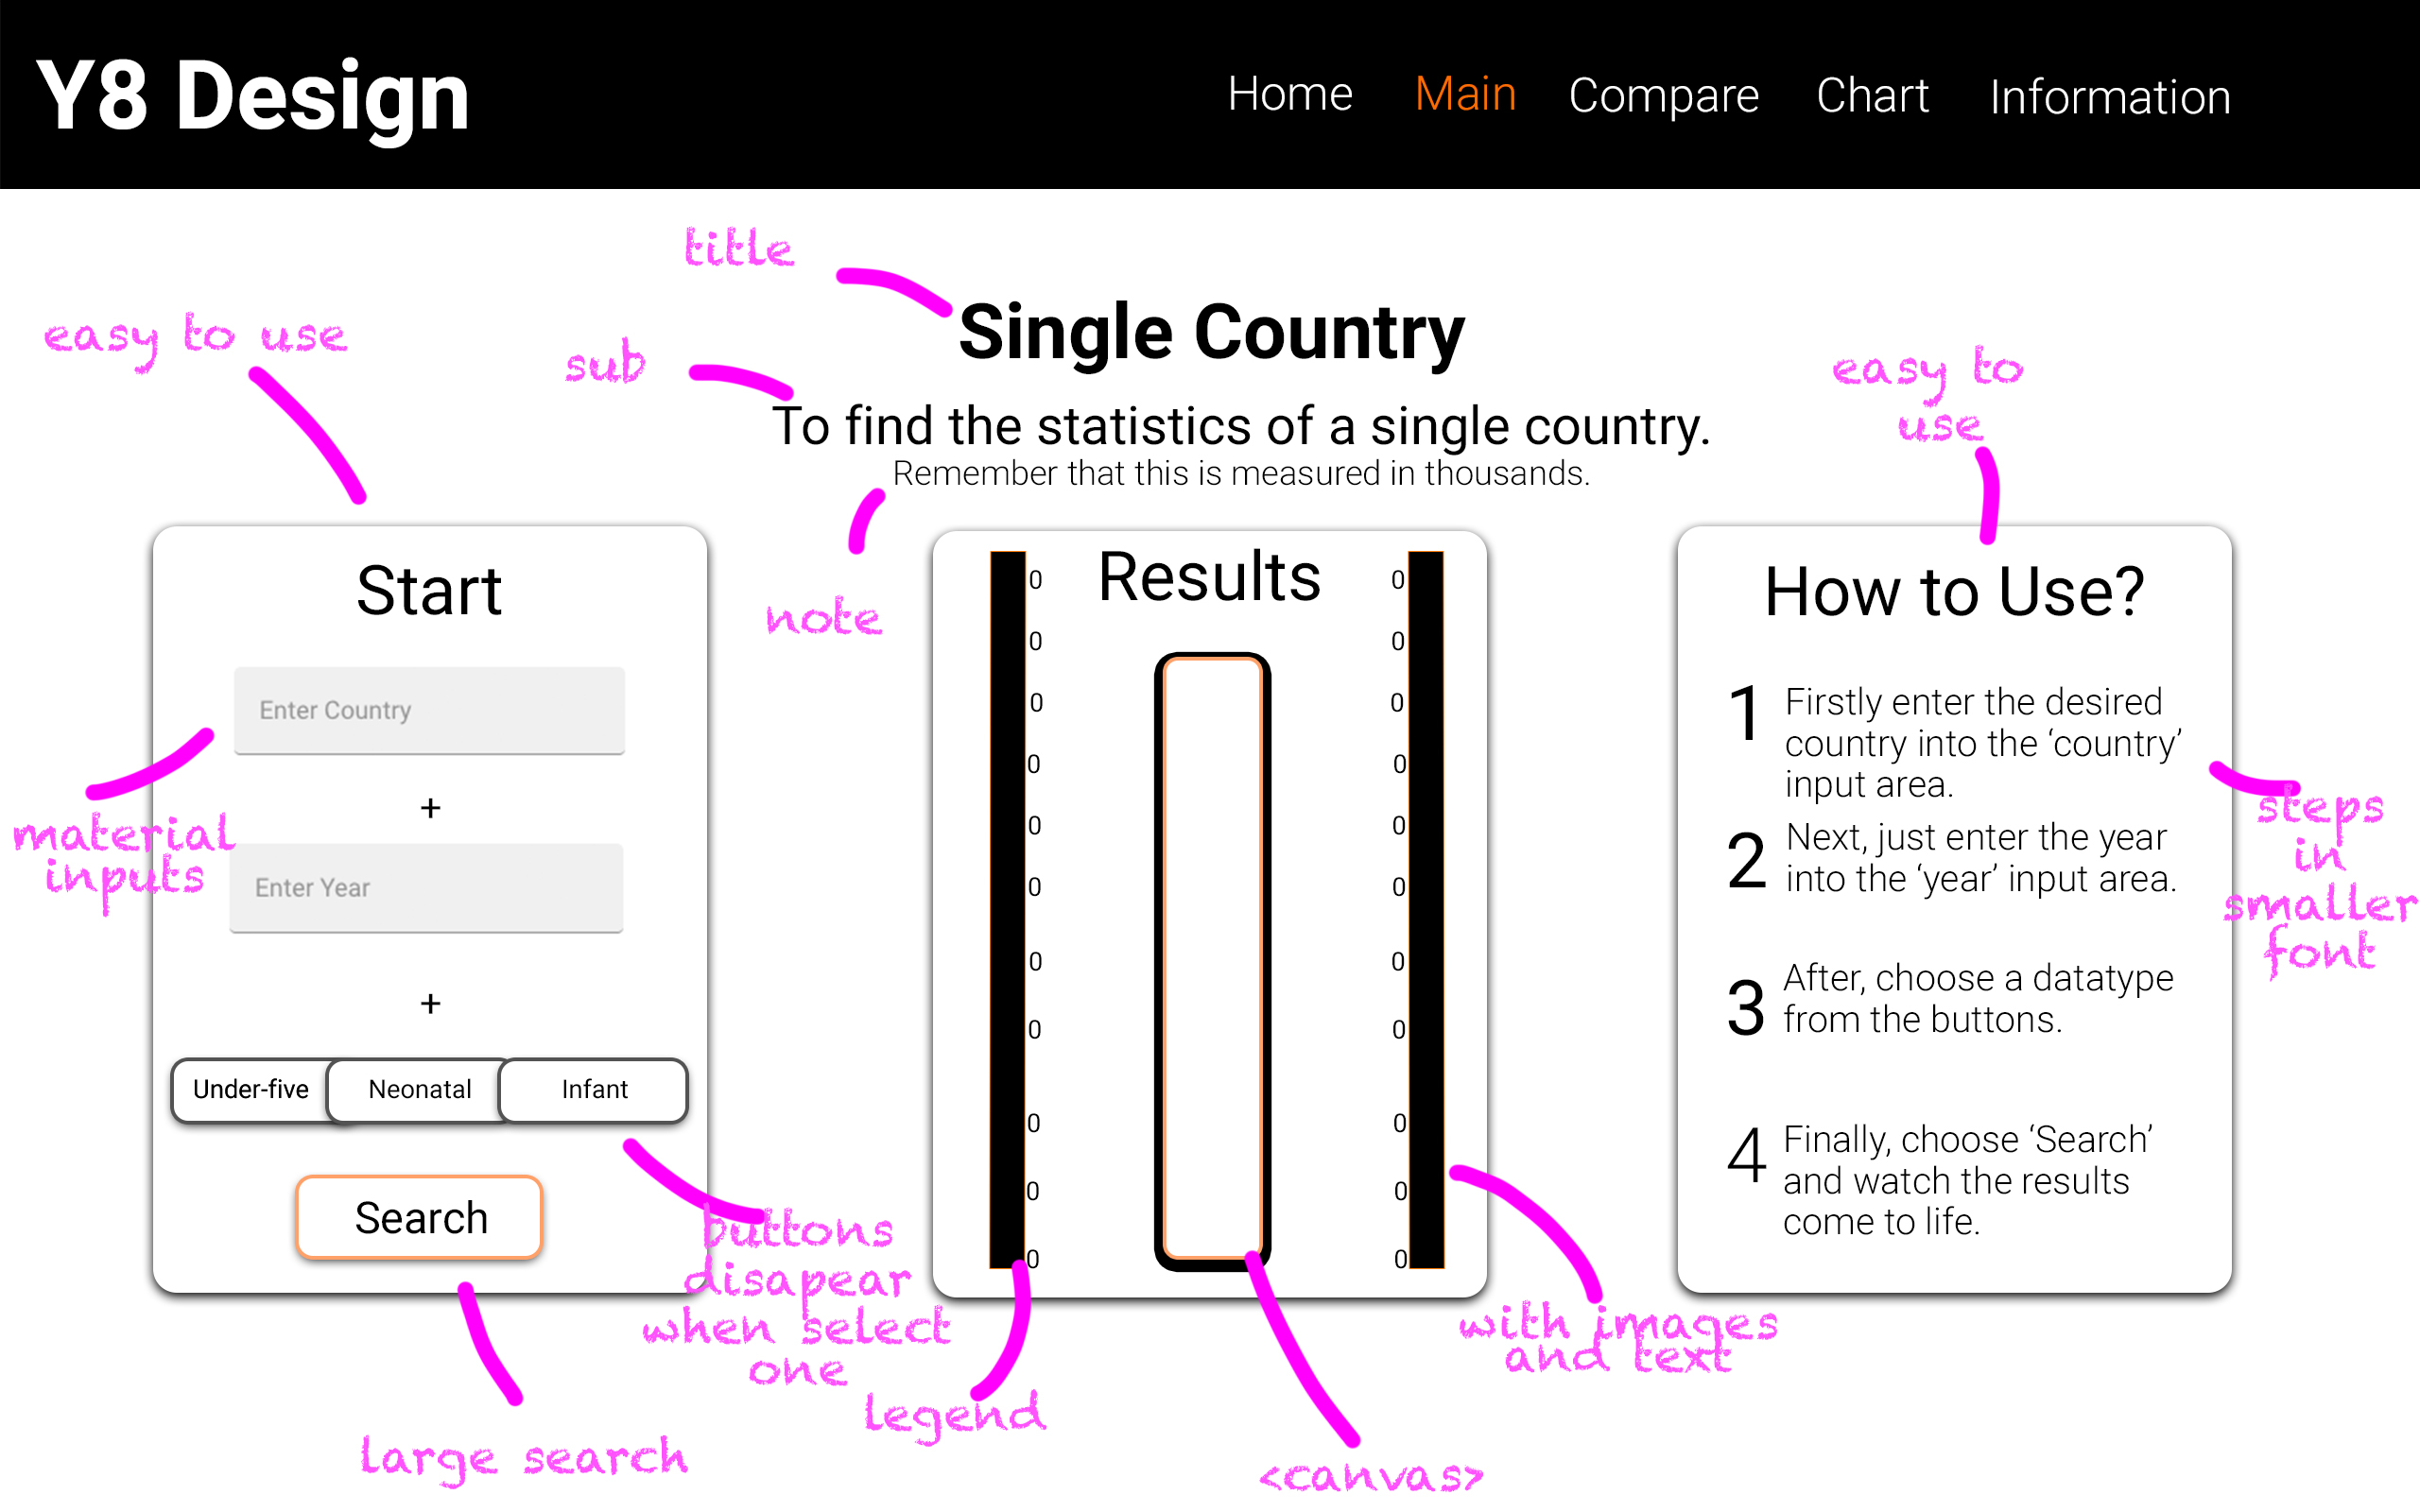 Y8 Design
Home Main Compare Chart Information
title
Single Country
easy to use
sub
To find the statistics of a single country.
Remember that this is measured in thousands.
note
easy to
use
Start
Enter Country
+
material
inputs
Enter Year
+
Under-five Neonatal Infant
Search
buttons
disapear
when select
one
large search
Results
0 0
0 0
0 0
0 0
0 0
0 0
0 0
0 0
0 0
0 0
0 0
legend
<canvas>
with images
and text
How to Use?
1 Firstly enter the desired
country into the ‘country’
input area.
2 Next, just enter the year
into the ‘year’ input area.
3 After, choose a datatype
from the buttons.
4 Finally, choose ‘Search’
and watch the results
come to life.
steps
in
smaller
font